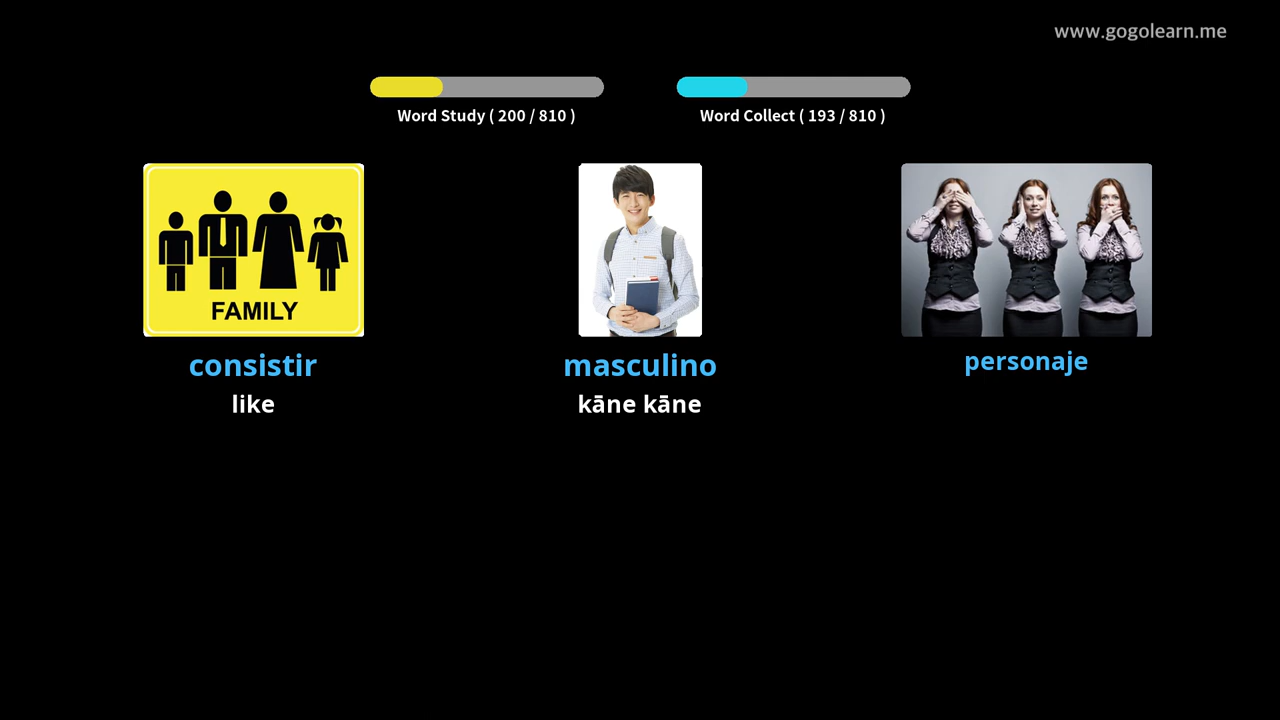 www.gogolearn.me
Word Study ( 200 / 810 )
Word Collect ( 193 / 810 )
FAMILY
consistir
like
masculino
kāne kāne
personaje